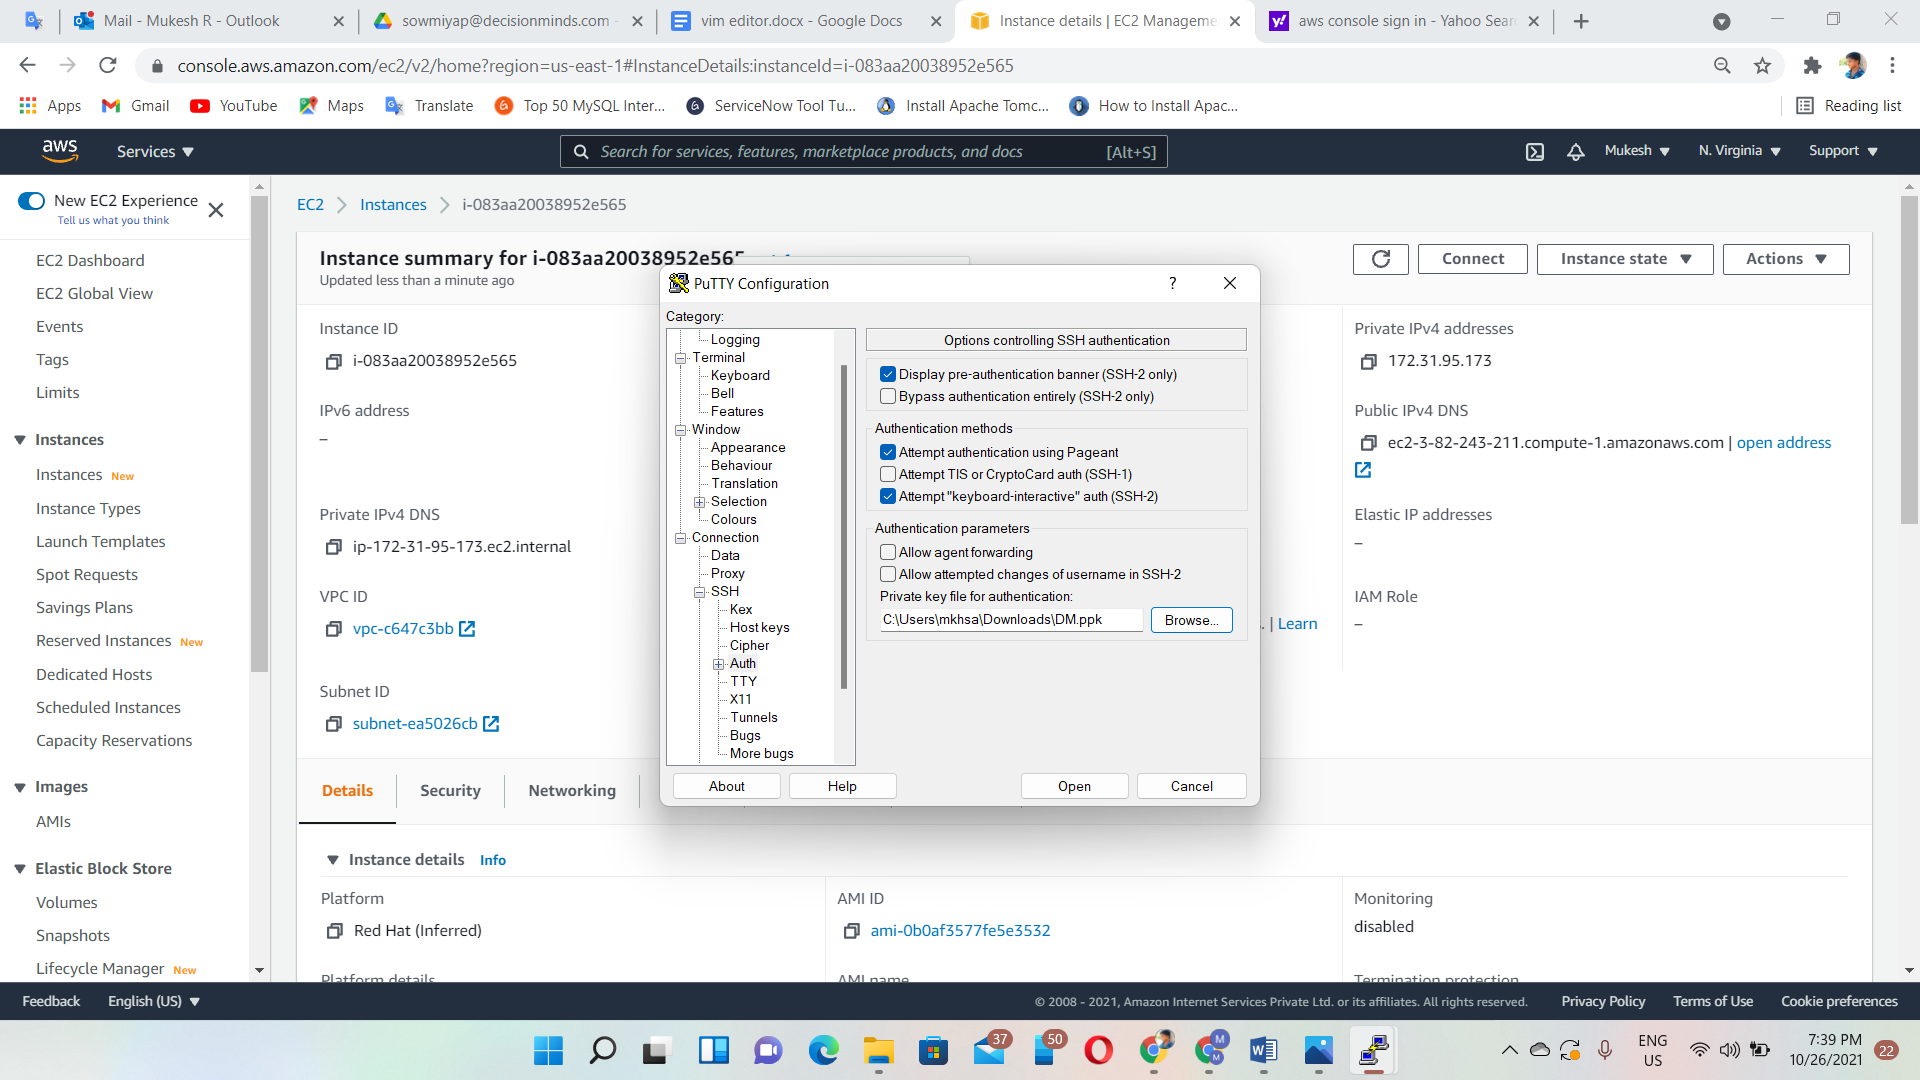 Mail - Mukesh R - Outlook
sowmiyap@decisionminds.com -
vim editor.docx - Google Docs
Instance details | EC2 Manageme
aws console sign in - Yahoo Sear
console.aws.amazon.com/ec2/v2/home?region=us-east-1#InstanceDetails:instanceId=i-083aa20038952e565
Apps
Gmail
YouTube
Maps
Translate
Top 50 MySQL Inter...
ServiceNow Tool Tu...
Install Apache Tomc...
How to Install Apac...
Reading list
aws
Services
Search for services, features, marketplace products, and docs
[Alt+S]
Mukesh
N. Virginia
Support
New EC2 Experience
Tell us what you think
EC2 Dashboard
EC2 Global View
Events
Tags
Limits
Instances
Instances New
Instance Types
Launch Templates
Spot Requests
Savings Plans
Reserved Instances New
Dedicated Hosts
Scheduled Instances
Capacity Reservations
Images
AMIs
Elastic Block Store
Volumes
Snapshots
Lifecycle Manager New
EC2
Instances
i-083aa20038952e565
Instance summary for i-083aa20038952e565
Updated less than a minute ago
Connect
Instance state
Actions
Instance ID
i-083aa20038952e565
IPv6 address
–
Private IPv4 DNS
ip-172-31-95-173.ec2.internal
VPC ID
vpc-c647c3bb
Subnet ID
subnet-ea5026cb
PuTTY Configuration
?
Category:
Logging
Terminal
Keyboard
Bell
Features
Window
Appearance
Behaviour
Translation
Selection
Colours
Connection
Data
Proxy
SSH
Kex
Host keys
Cipher
Auth
TTY
X11
Tunnels
Bugs
More bugs
Options controlling SSH authentication
Display pre-authentication banner (SSH-2 only)
Bypass authentication entirely (SSH-2 only)
Authentication methods
Attempt authentication using Pageant
Attempt TIS or CryptoCard auth (SSH-1)
Attempt "keyboard-interactive" auth (SSH-2)
Authentication parameters
Allow agent forwarding
Allow attempted changes of username in SSH-2
Private key file for authentication:
C:\Users\mkhsa\Downloads\DM.ppk
Browse...
About
Help
Open
Cancel
. | Learn
Private IPv4 addresses
172.31.95.173
Public IPv4 DNS
ec2-3-82-243-211.compute-1.amazonaws.com | open address
Elastic IP addresses
–
IAM Role
–
Details
Security
Networking
Instance details Info
Platform
Red Hat (Inferred)
AMI ID
ami-0b0af3577fe5e3532
Monitoring
disabled
Platform details
AMI name
Termination protection
Feedback
English (US)
© 2008 - 2021, Amazon Internet Services Private Ltd. or its affiliates. All rights reserved.
Privacy Policy
Terms of Use
Cookie preferences
37
50
ENG
US
7:39 PM
10/26/2021
22